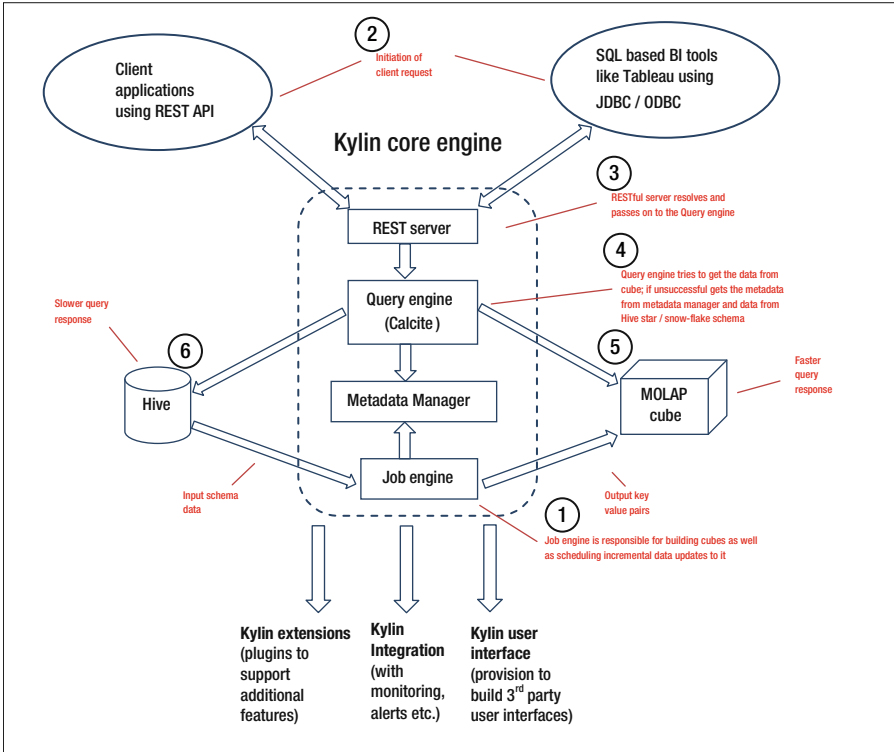 2
Initiation of
client request
Client
applications
using REST API
SQL based BI tools
like Tableau using
JDBC / ODBC
Kylin core engine
3
RESTful server resolves and
passes on to the Query engine
REST server
4
Query engine tries to get the data from
cube; if unsuccessful gets the metadata
from metadata manager and data from
Hive star / snow-flake schema
Query engine
(Calcite )
Slower query
response
6
5
Faster
query
response
Hive
Metadata Manager
MOLAP
cube
Job engine
Input schema
data
Output key
value pairs
1
Job engine is responsible for building cubes as well
as scheduling incremental data updates to it
Kylin extensions
(plugins to
support
additional
features)
Kylin
Integration
(with
monitoring,
alerts etc.)
Kylin user
interface
(provision to
build 3rd party
user interfaces)